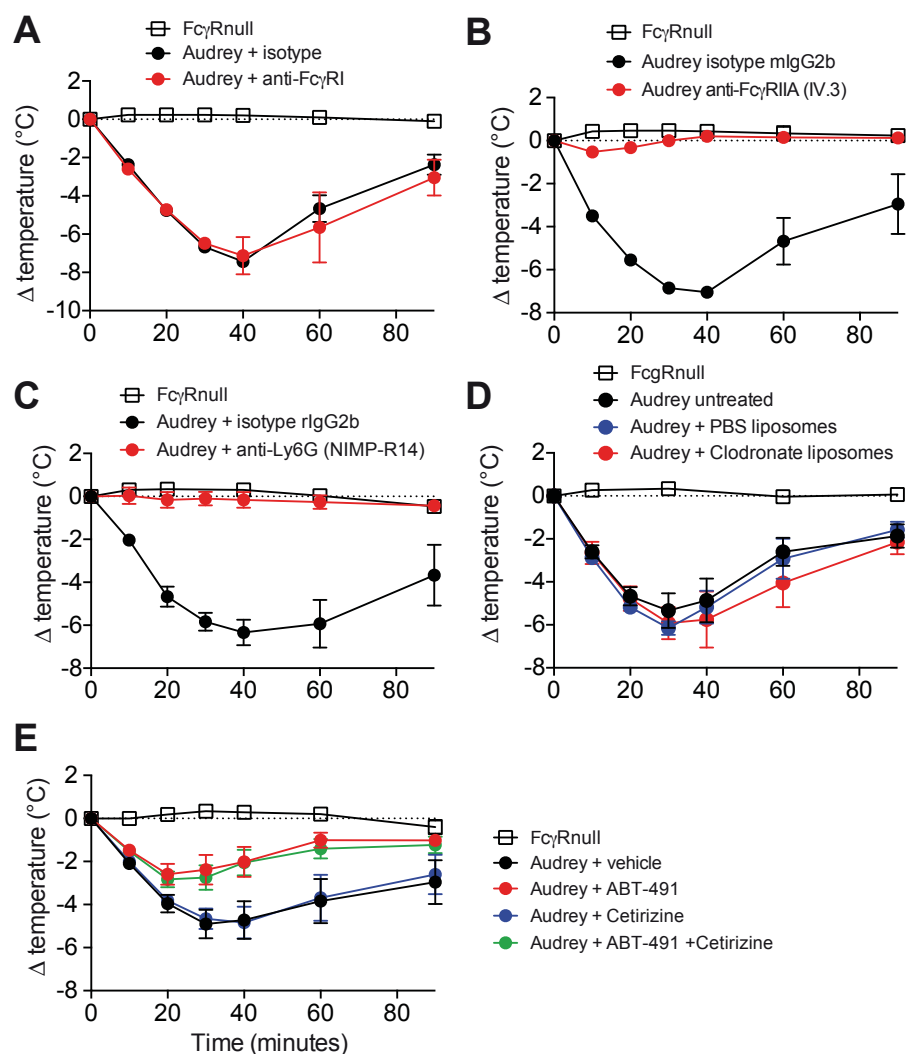 A
FcγRnull
Audrey + isotype
Audrey + anti-FcγRI
Δ temperature (°C)
2
0
-2
-4
-6
-8
-10
0 20 40 60 80
B
FcγRnull
Audrey isotype mIgG2b
Audrey anti-FcγRIIA (IV.3)
Δ temperature (°C)
2
0
-2
-4
-6
-8
0 20 40 60 80
C
FcγRnull
Audrey + isotype rIgG2b
Audrey + anti-Ly6G (NIMP-R14)
Δ temperature (°C)
2
0
-2
-4
-6
-8
0 20 40 60 80
D
FcgRnull
Audrey untreated
Audrey + PBS liposomes
Audrey + Clodronate liposomes
Δ temperature (°C)
2
0
-2
-4
-6
-8
0 20 40 60 80
E
Δ temperature (°C)
2
0
-2
-4
-6
-8
0 20 40 60 80
Time (minutes)
FcγRnull
Audrey + vehicle
Audrey + ABT-491
Audrey + Cetirizine
Audrey + ABT-491 +Cetirizine